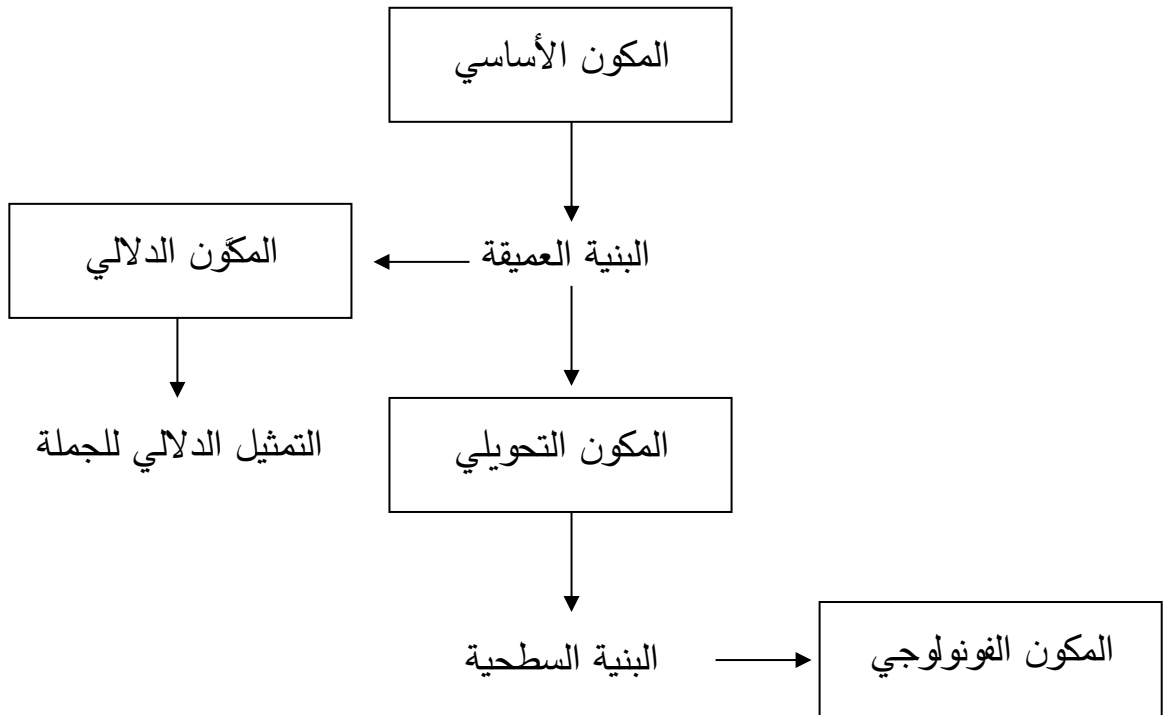 المكون الأساسي
البنية العميقة
المكوَّن الدلالي
المكون التحويلي
التمثيل الدلالي للجملة
البنية السطحية
المكون الفونولوجي